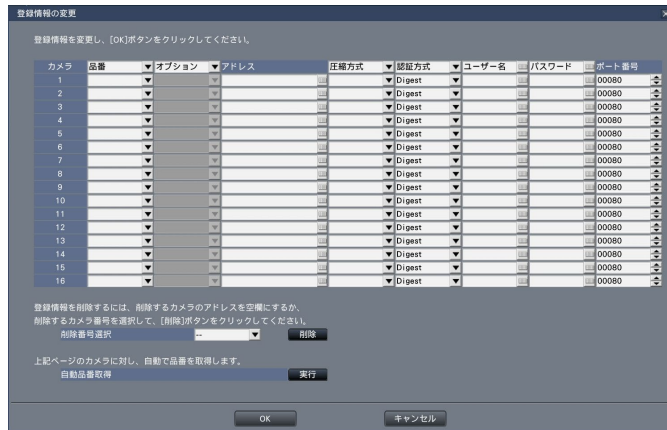 登録情報の変更
登録情報を変更し、[OK]ボタンをクリックしてください。
カメラ 品番 オプション アドレス 圧縮方式 認証方式 ユーザー名 パスワード ポート番号
1 Digest 00080
2 Digest 00080
3 Digest 00080
4 Digest 00080
5 Digest 00080
6 Digest 00080
7 Digest 00080
8 Digest 00080
9 Digest 00080
10 Digest 00080
11 Digest 00080
12 Digest 00080
13 Digest 00080
14 Digest 00080
15 Digest 00080
16 Digest 00080
登録情報を削除するには、削除するカメラのアドレスを空欄にするか、
削除するカメラ番号を選択して、[削除]ボタンをクリックしてください。
削除番号選択 -- 削除
上記ページのカメラに対し、自動で品番を取得します。
自動品番取得 実行
OK キャンセル